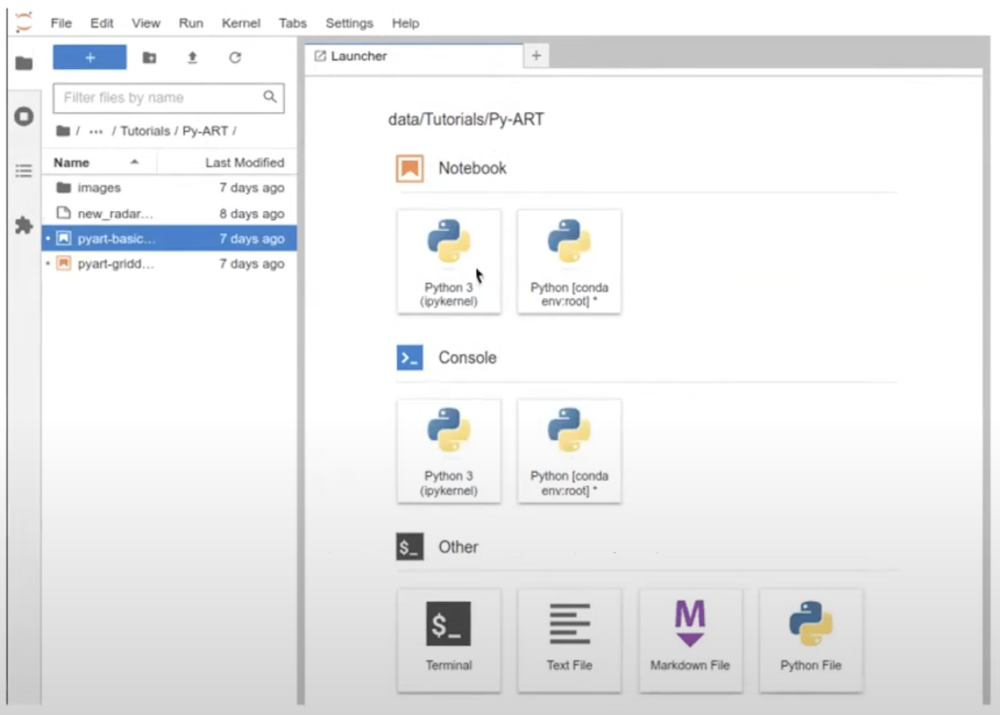 File Edit View Run Kernel Tabs Settings Help
+
Launcher
+
Filter files by name
/ ... / Tutorials / Py-ART /
Name Last Modified
images 7 days ago
new_radar... 8 days ago
pyart-basic... 7 days ago
pyart-gridd... 7 days ago
data/Tutorials/Py-ART
Notebook
Python 3
(ipykernel)
Python [conda
env:root] *
>_ Console
Python 3
(ipykernel)
Python [conda
env:root] *
$_ Other
$_
Terminal
Text File
M
Markdown File
Python File